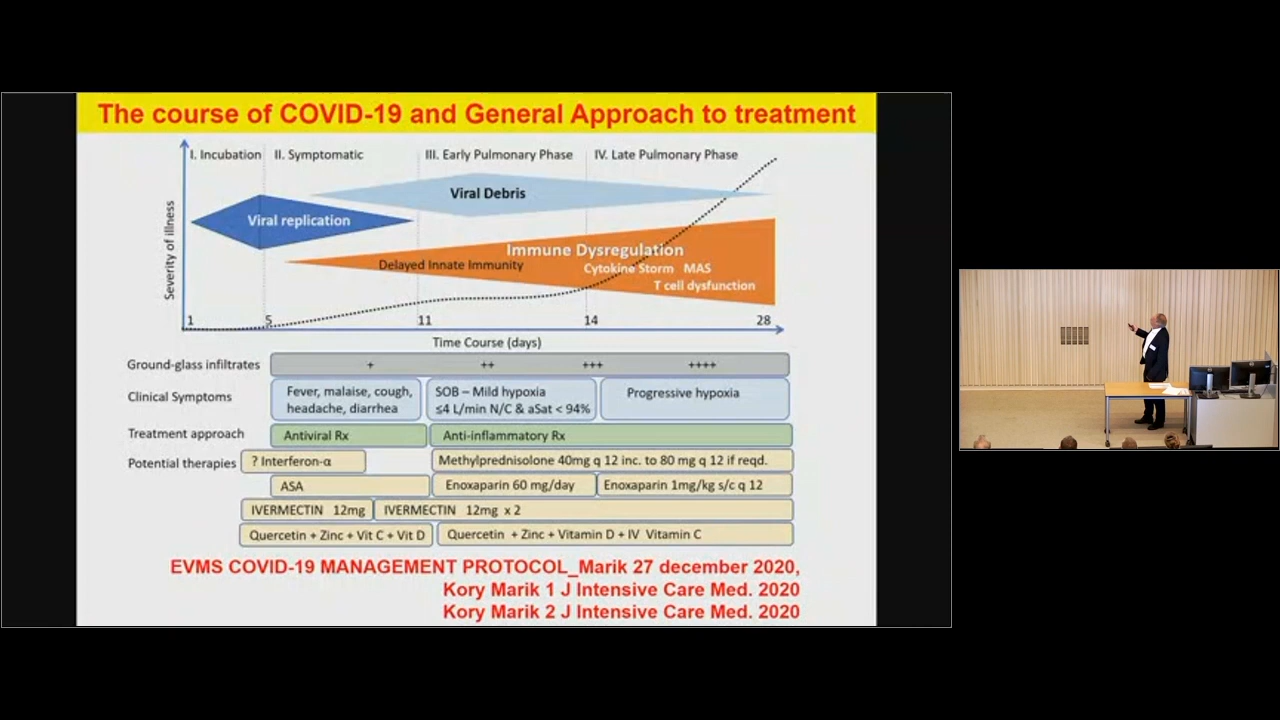 The course of COVID-19 and General Approach to treatment
I. Incubation
II. Symptomatic
III. Early Pulmonary Phase
IV. Late Pulmonary Phase
Severity of illness
Viral Debris
Viral replication
Immune Dysregulation
Delayed Innate Immunity
Cytokine Storm MAS
T cell dysfunction
1 5 11 14 28
Time Course (days)
Ground-glass infiltrates + ++ +++ ++++
Clinical Symptoms
Fever, malaise, cough,
headache, diarrhea
SOB – Mild hypoxia
≤4 L/min N/C & aSat < 94%
Progressive hypoxia
Treatment approach Antiviral Rx Anti-inflammatory Rx
Potential therapies ? Interferon-α Methylprednisolone 40mg q 12 inc. to 80 mg q 12 if reqd.
ASA Enoxaparin 60 mg/day Enoxaparin 1mg/kg s/c q 12
IVERMECTIN 12mg IVERMECTIN 12mg x 2
Quercetin + Zinc + Vit C + Vit D Quercetin + Zinc + Vitamin D + IV Vitamin C
EVMS COVID-19 MANAGEMENT PROTOCOL_Marik 27 december 2020,
Kory Marik 1 J Intensive Care Med. 2020
Kory Marik 2 J Intensive Care Med. 2020